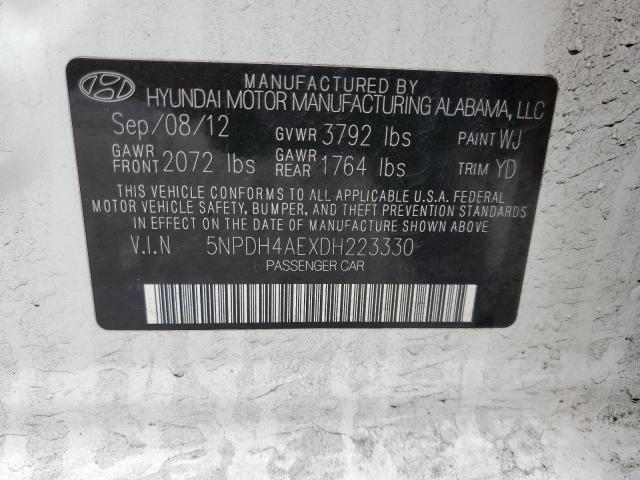 MANUFACTURED BY
HYUNDAI MOTOR MANUFACTURING ALABAMA, LLC
Sep/08/12 GVWR 3792 lbs PAINT WJ
GAWR FRONT 2072 lbs GAWR REAR 1764 lbs TRIM YD
THIS VEHICLE CONFORMS TO ALL APPLICABLE U.S.A. FEDERAL
MOTOR VEHICLE SAFETY, BUMPER, AND THEFT PREVENTION STANDARDS
IN EFFECT ON THE DATE OF MANUFACTURE SHOWN ABOVE
V.I.N 5NPDH4AEXDH223330
PASSENGER CAR